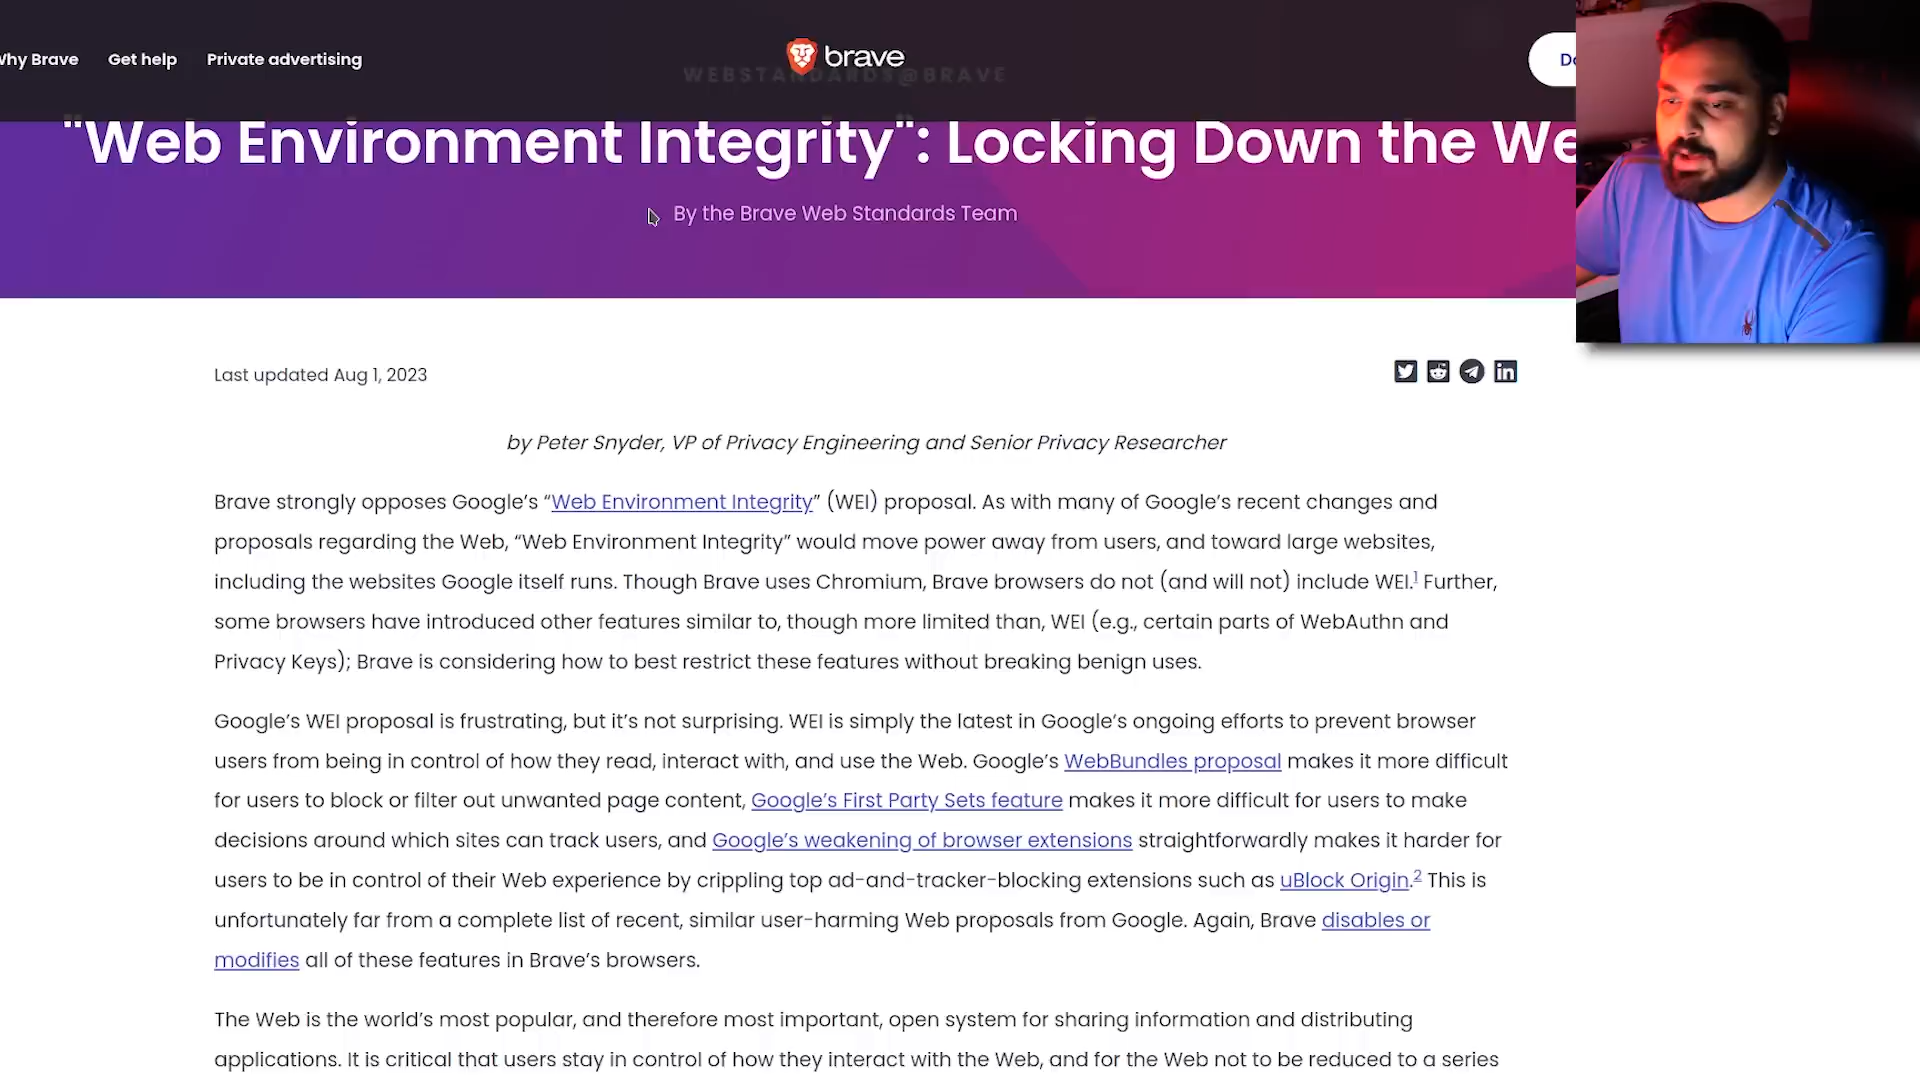 Why Brave Get help Private advertising brave
WEBSTANDARDS@BRAVE
"Web Environment Integrity": Locking Down the We
By the Brave Web Standards Team
Last updated Aug 1, 2023
by Peter Snyder, VP of Privacy Engineering and Senior Privacy Researcher
Brave strongly opposes Google’s “Web Environment Integrity” (WEI) proposal. As with many of Google’s recent changes and
proposals regarding the Web, “Web Environment Integrity” would move power away from users, and toward large websites,
including the websites Google itself runs. Though Brave uses Chromium, Brave browsers do not (and will not) include WEI.1 Further,
some browsers have introduced other features similar to, though more limited than, WEI (e.g., certain parts of WebAuthn and
Privacy Keys); Brave is considering how to best restrict these features without breaking benign uses.
Google’s WEI proposal is frustrating, but it’s not surprising. WEI is simply the latest in Google’s ongoing efforts to prevent browser
users from being in control of how they read, interact with, and use the Web. Google’s WebBundles proposal makes it more difficult
for users to block or filter out unwanted page content, Google’s First Party Sets feature makes it more difficult for users to make
decisions around which sites can track users, and Google’s weakening of browser extensions straightforwardly makes it harder for
users to be in control of their Web experience by crippling top ad-and-tracker-blocking extensions such as uBlock Origin.2 This is
unfortunately far from a complete list of recent, similar user-harming Web proposals from Google. Again, Brave disables or
modifies all of these features in Brave’s browsers.
The Web is the world’s most popular, and therefore most important, open system for sharing information and distributing
applications. It is critical that users stay in control of how they interact with the Web, and for the Web not to be reduced to a series